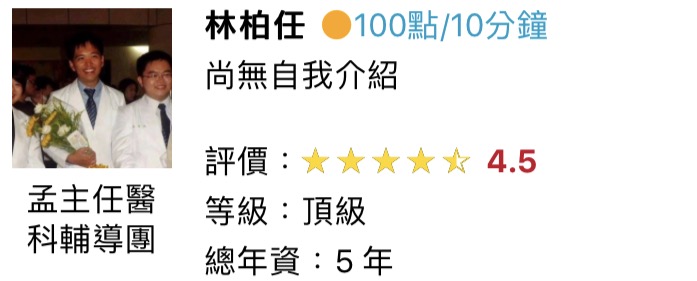 林柏任 100點/10分鐘
尚無自我介紹
評價：4.5
等級：頂級
總年資：5 年
孟主任醫
科輔導團